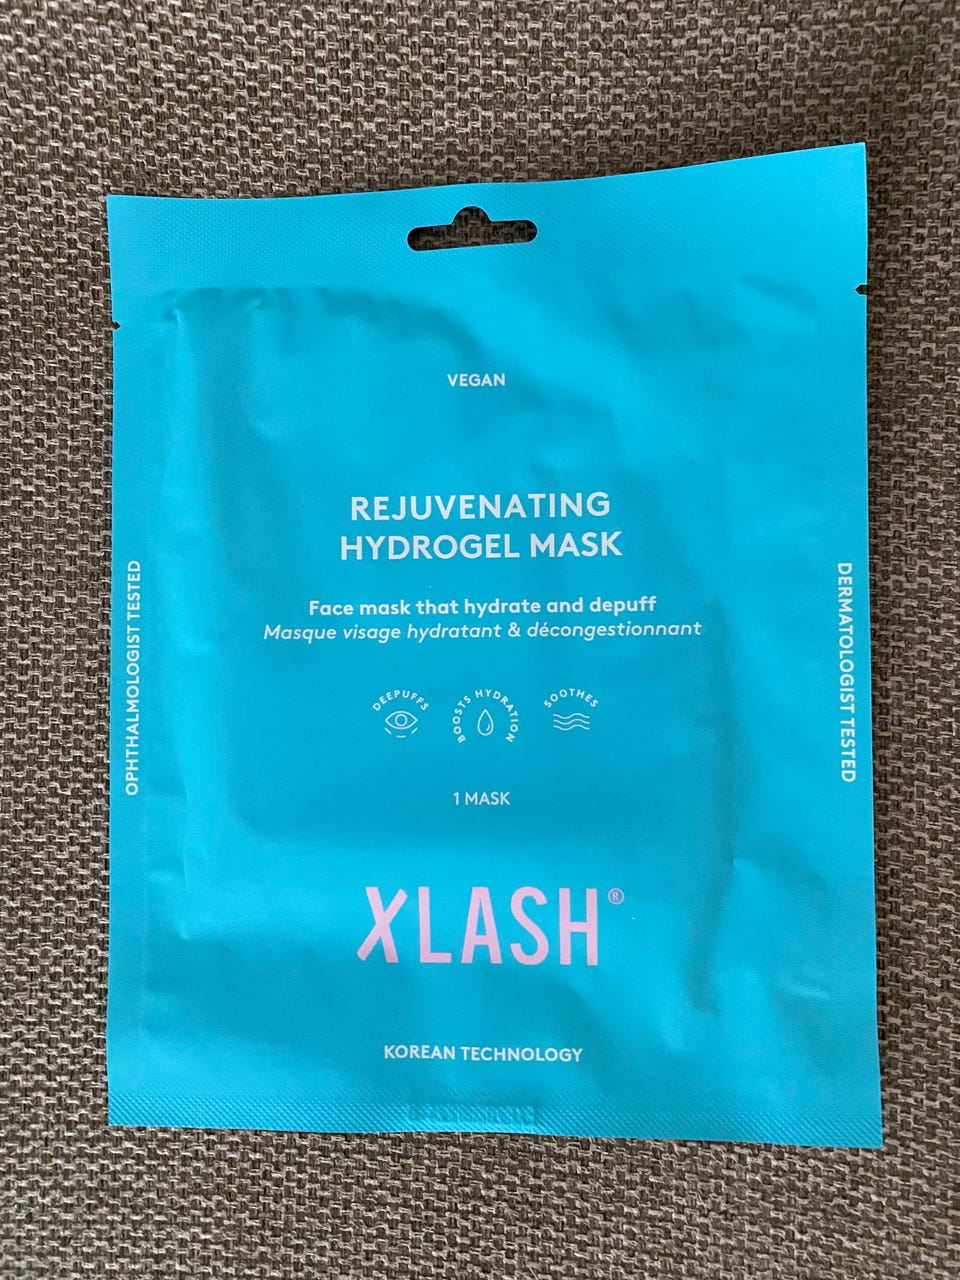 VEGAN
REJUVENATING
HYDROGEL MASK
Face mask that hydrate and depuff
Masque visage hydratant & décongestionnant
DEEPUFFS
BOOSTS HYDRATION
SOOTHES
1 MASK
XLASH®
KOREAN TECHNOLOGY
OPHTHALMOLOGIST TESTED
DERMATOLOGIST TESTED